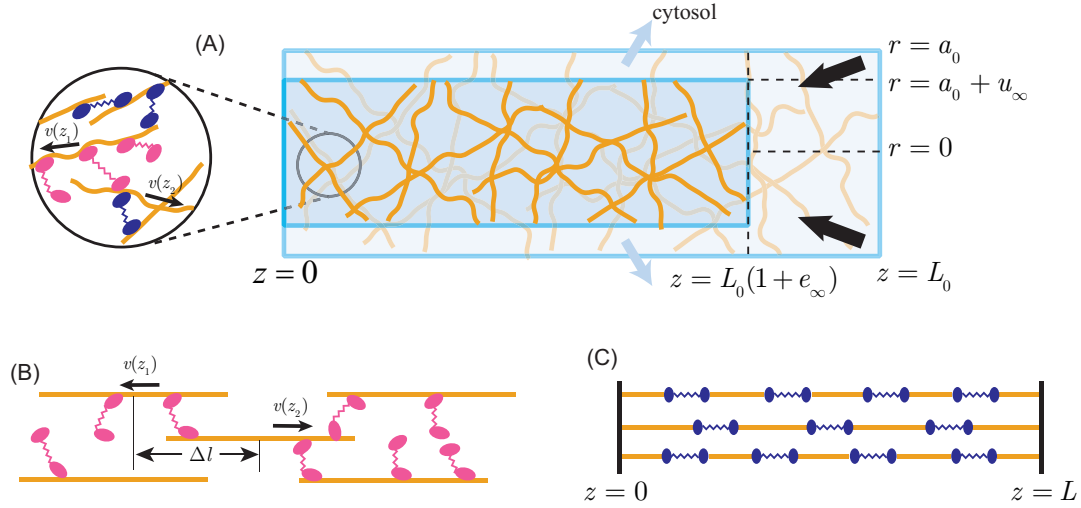 (A)
cytosol
r = a₀
r = a₀ + u∞
r = 0
v(z₁)
v(z₂)
z = 0
z = L₀(1 + e∞)
z = L₀
(B)
v(z₁)
v(z₂)
Δl
(C)
z = 0
z = L